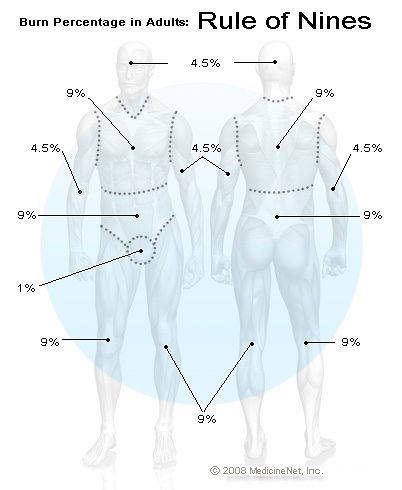 Burn Percentage in Adults: Rule of Nines
4.5%
9% 9%
4.5% 4.5% 4.5%
9% 9%
1%
9% 9%
9%
© 2008 MedicineNet, Inc.